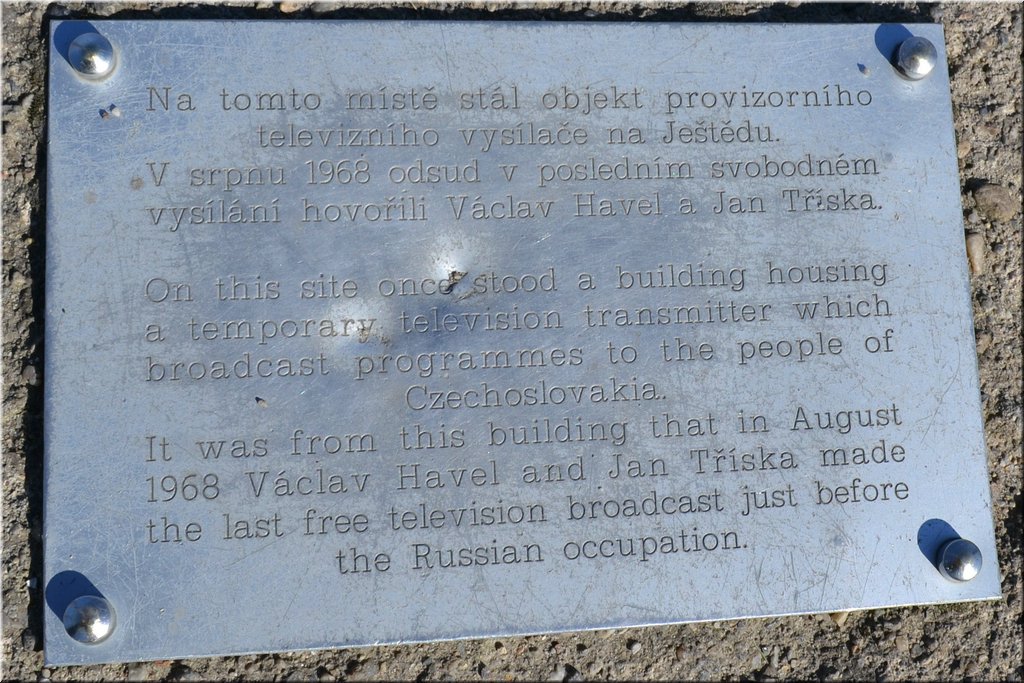 Na tomto místě stál objekt provizorního
televizního vysílače na Ještědu.
V srpnu 1968 odsud v posledním svobodném
vysílání hovořili Václav Havel a Jan Tříska.
On this site once stood a building housing
a temporary television transmitter which
broadcast programmes to the people of
Czechoslovakia.
It was from this building that in August
1968 Václav Havel and Jan Tříska made
the last free television broadcast just before
the Russian occupation.